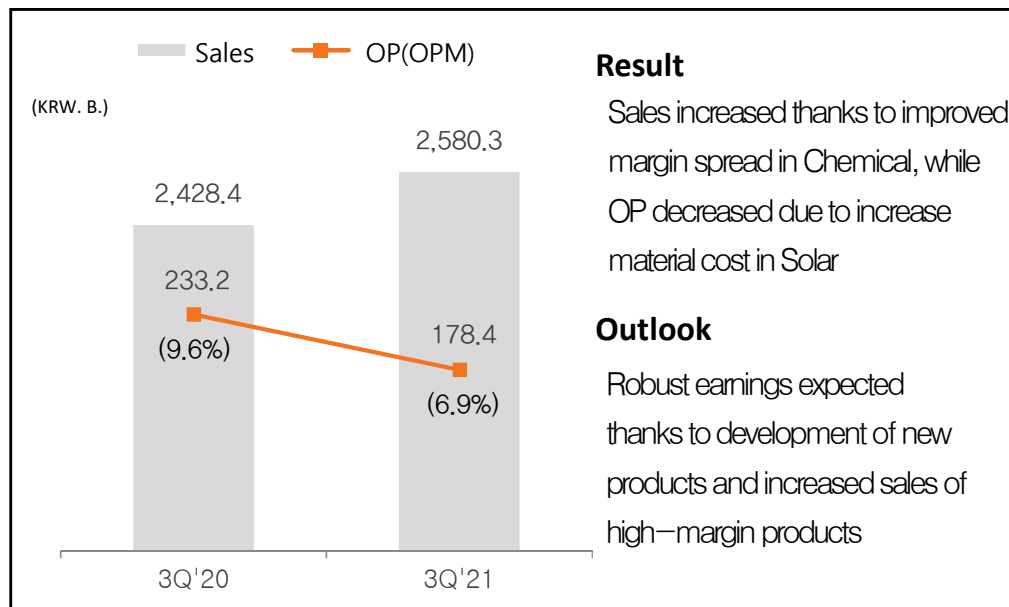 Sales
OP(OPM)
(KRW. B.)
2,428.4
2,580.3
233.2
(9.6%)
178.4
(6.9%)
3Q'20
3Q'21
Result
Sales increased thanks to improved
margin spread in Chemical, while
OP decreased due to increase
material cost in Solar
Outlook
Robust earnings expected
thanks to development of new
products and increased sales of
high-margin products